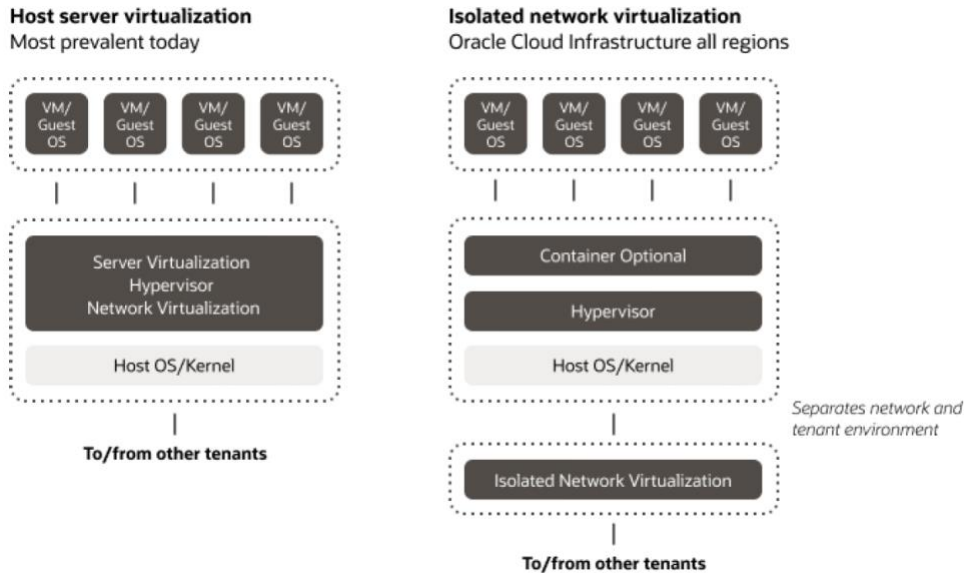 Host server virtualization
Most prevalent today
VM/
Guest
OS
VM/
Guest
OS
VM/
Guest
OS
VM/
Guest
OS
Server Virtualization
Hypervisor
Network Virtualization
Host OS/Kernel
To/from other tenants
Isolated network virtualization
Oracle Cloud Infrastructure all regions
VM/
Guest
OS
VM/
Guest
OS
VM/
Guest
OS
VM/
Guest
OS
Container Optional
Hypervisor
Host OS/Kernel
Separates network and
tenant environment
Isolated Network Virtualization
To/from other tenants